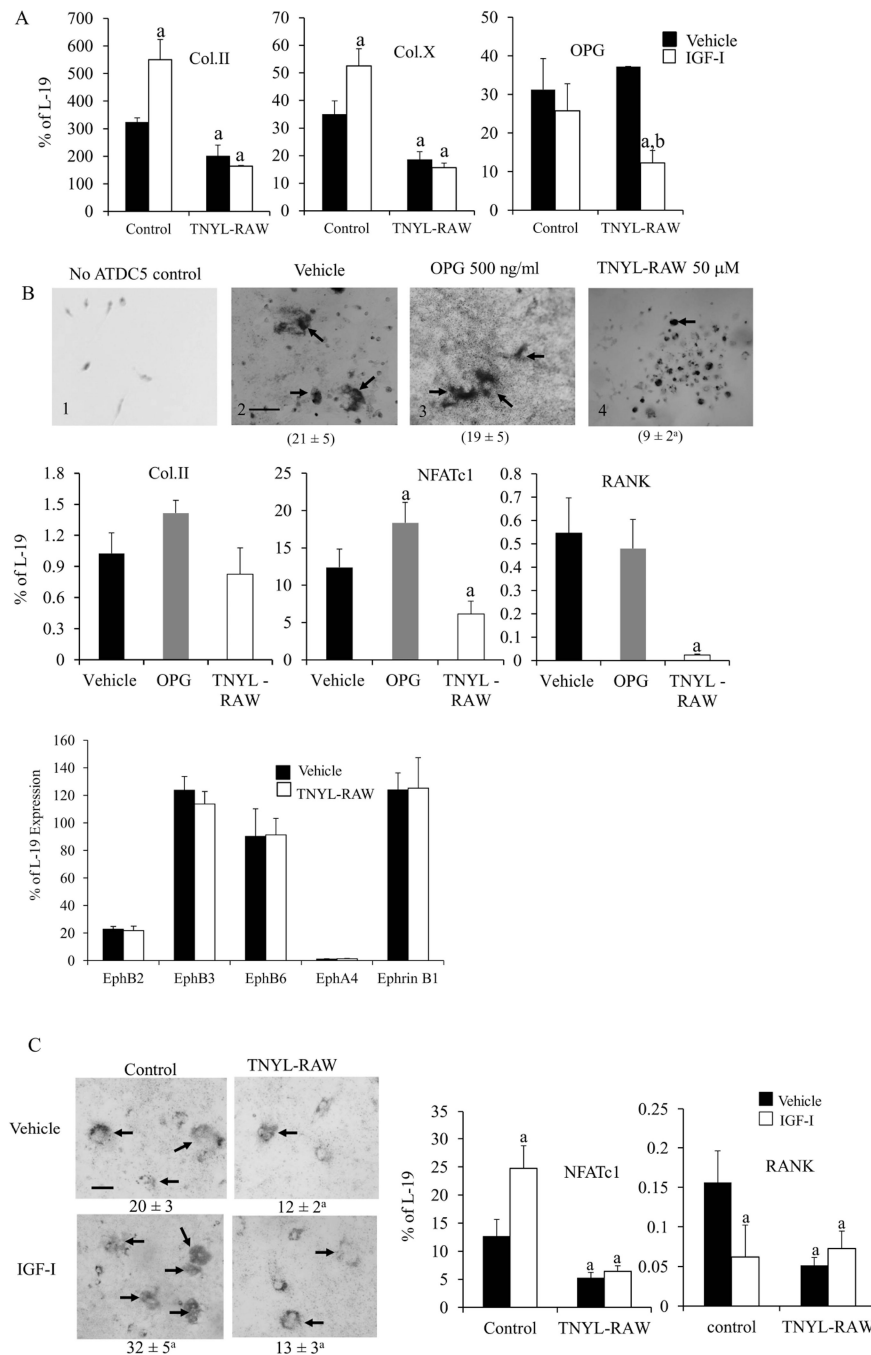 A
Col.II
Col.X
OPG
Vehicle
IGF-I
% of L-19
700
600
500
400
300
200
100
0
a
a
a
Control TNYL-RAW
70
60
50
40
30
20
10
0
a
a
a
Control TNYL-RAW
40
30
20
10
0
a,b
Control TNYL-RAW
B
No ATDC5 control
Vehicle
OPG 500 ng/ml
TNYL-RAW 50 μM
1
2
3
4
(21 ± 5)
(19 ± 5)
(9 ± 2ᵃ)
Col.II
% of L-19
1.8
1.5
1.2
0.9
0.6
0.3
0
Vehicle OPG TNYL -
RAW
NFATc1
25
20
15
10
5
0
a
a
Vehicle OPG TNYL -
RAW
RANK
0.8
0.7
0.6
0.5
0.4
0.3
0.2
0.1
0
a
Vehicle OPG TNYL -
RAW
% of L-19 Expression
160
140
120
100
80
60
40
20
0
Vehicle
TNYL-RAW
EphB2 EphB3 EphB6 EphA4 Ephrin B1
C
Control
TNYL-RAW
Vehicle
20 ± 3
12 ± 2ᵃ
IGF-I
32 ± 5ᵃ
13 ± 3ᵃ
% of L-19
35
30
25
20
15
10
5
0
NFATc1
a
a
a
Control TNYL-RAW
0.25
0.2
0.15
0.1
0.05
0
Vehicle
IGF-I
RANK
a
a
a
control TNYL-RAW